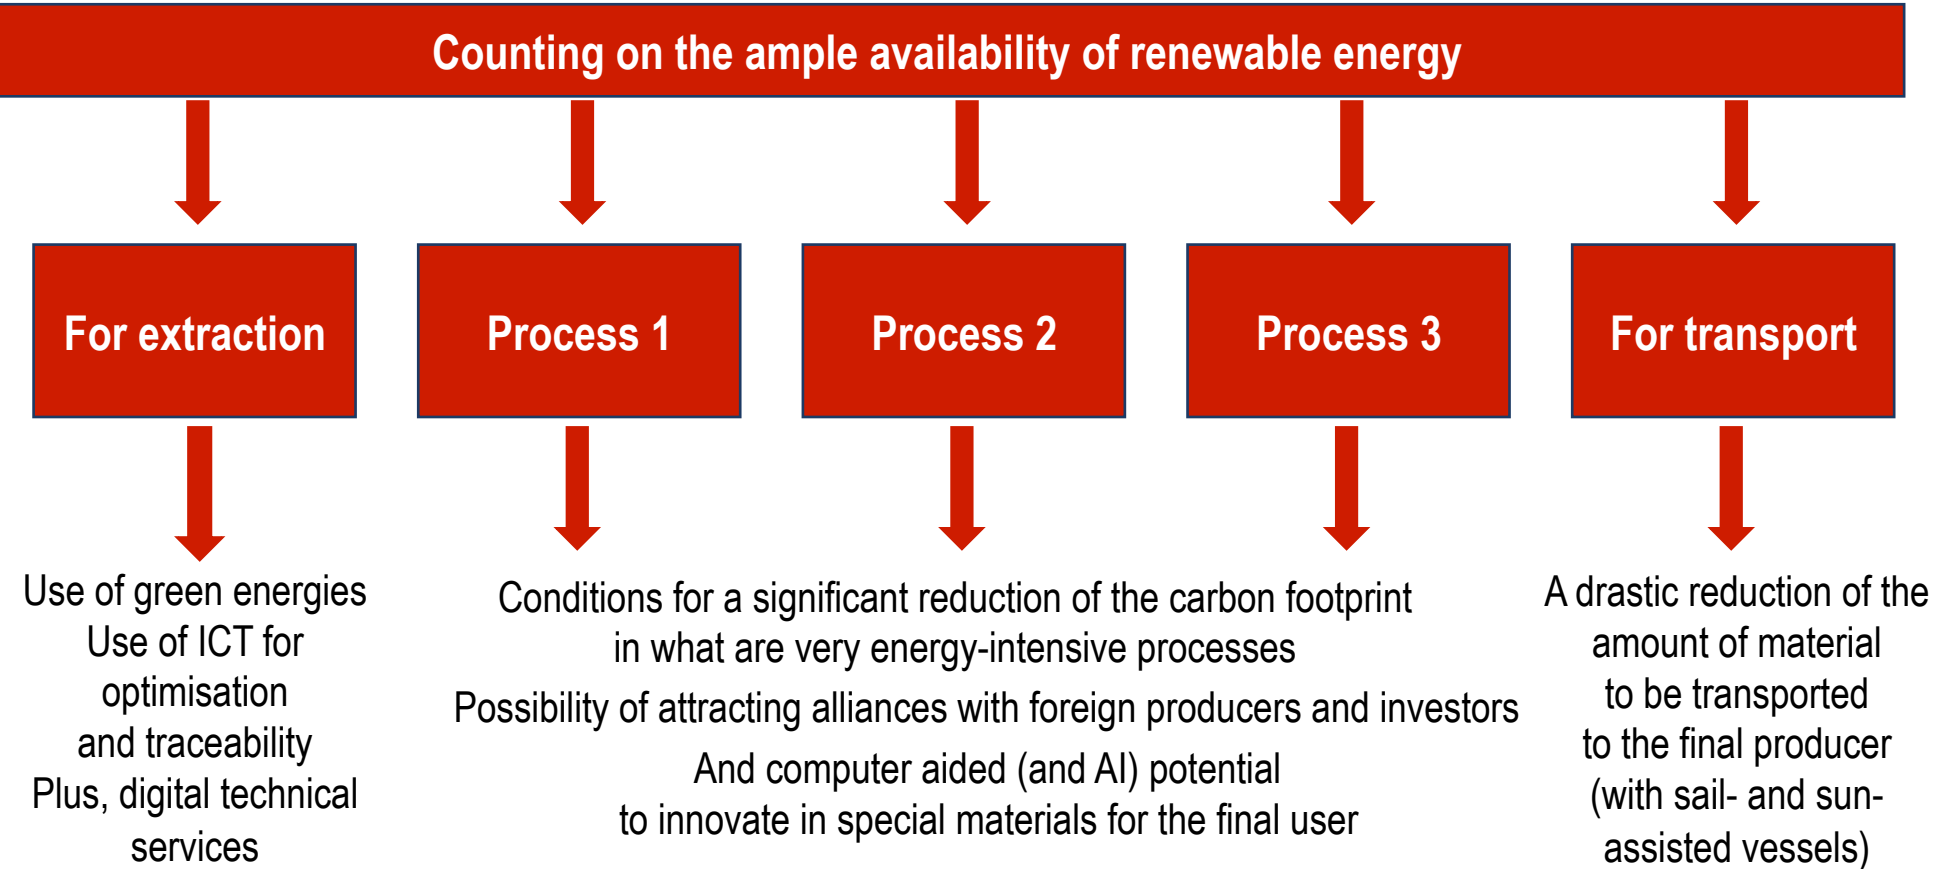 Counting on the ample availability of renewable energy
For extraction
Process 1
Process 2
Process 3
For transport
Use of green energies
Use of ICT for
optimisation
and traceability
Plus, digital technical
services
Conditions for a significant reduction of the carbon footprint
in what are very energy-intensive processes
Possibility of attracting alliances with foreign producers and investors
And computer aided (and AI) potential
to innovate in special materials for the final user
A drastic reduction of the
amount of material
to be transported
to the final producer
(with sail- and sun-
assisted vessels)